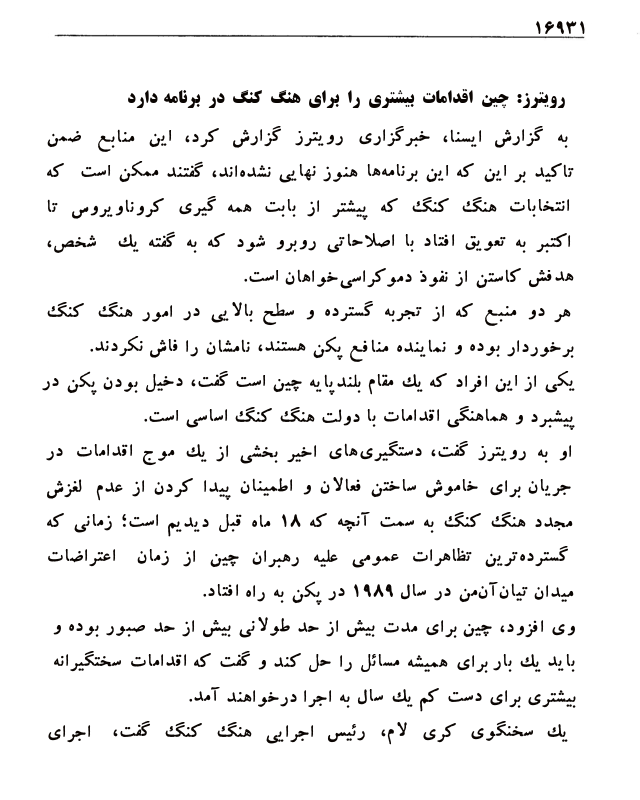 ۱۶۹۳۱
رویترز: چین اقدامات بیشتری را برای هنگ کنگ در برنامه دارد
به گزارش ایسنا، خبرگزاری رویترز گزارش کرد، این منابع ضمن
تاکید بر این که این برنامه‌ها هنوز نهایی نشده‌اند، گفتند ممکن است که
انتخابات هنگ کنگ که پیشتر از بابت همه گیری کروناویروس تا
اکتبر به تعویق افتاد با اصلاحاتی روبرو شود که به گفته یك شخص،
هدفش کاستن از نفوذ دموکراسی‌خواهان است.
هر دو منبع که از تجربه گسترده و سطح بالایی در امور هنگ کنگ
برخوردار بوده و نماینده منافع پکن هستند، نامشان را فاش نکردند.
یکی از این افراد که یك مقام بلندپایه چین است گفت، دخیل بودن پکن در
پیشبرد و هماهنگی اقدامات با دولت هنگ کنگ اساسی است.
او به رویترز گفت، دستگیری‌های اخیر بخشی از یك موج اقدامات در
جریان برای خاموش ساختن فعالان و اطمینان پیدا کردن از عدم لغزش
مجدد هنگ کنگ به سمت آنچه که ۱۸ ماه قبل دیدیم است؛ زمانی که
گسترده‌ترین تظاهرات عمومی علیه رهبران چین از زمان اعتراضات
میدان تیان‌آن‌من در سال ۱۹۸۹ در پکن به راه افتاد.
وی افزود، چین برای مدت بیش از حد طولانی بیش از حد صبور بوده و
باید یك بار برای همیشه مسائل را حل کند و گفت که اقدامات سختگیرانه
بیشتری برای دست کم یك سال به اجرا درخواهند آمد.
یك سخنگوی کری لام، رئیس اجرایی هنگ کنگ گفت، اجرای